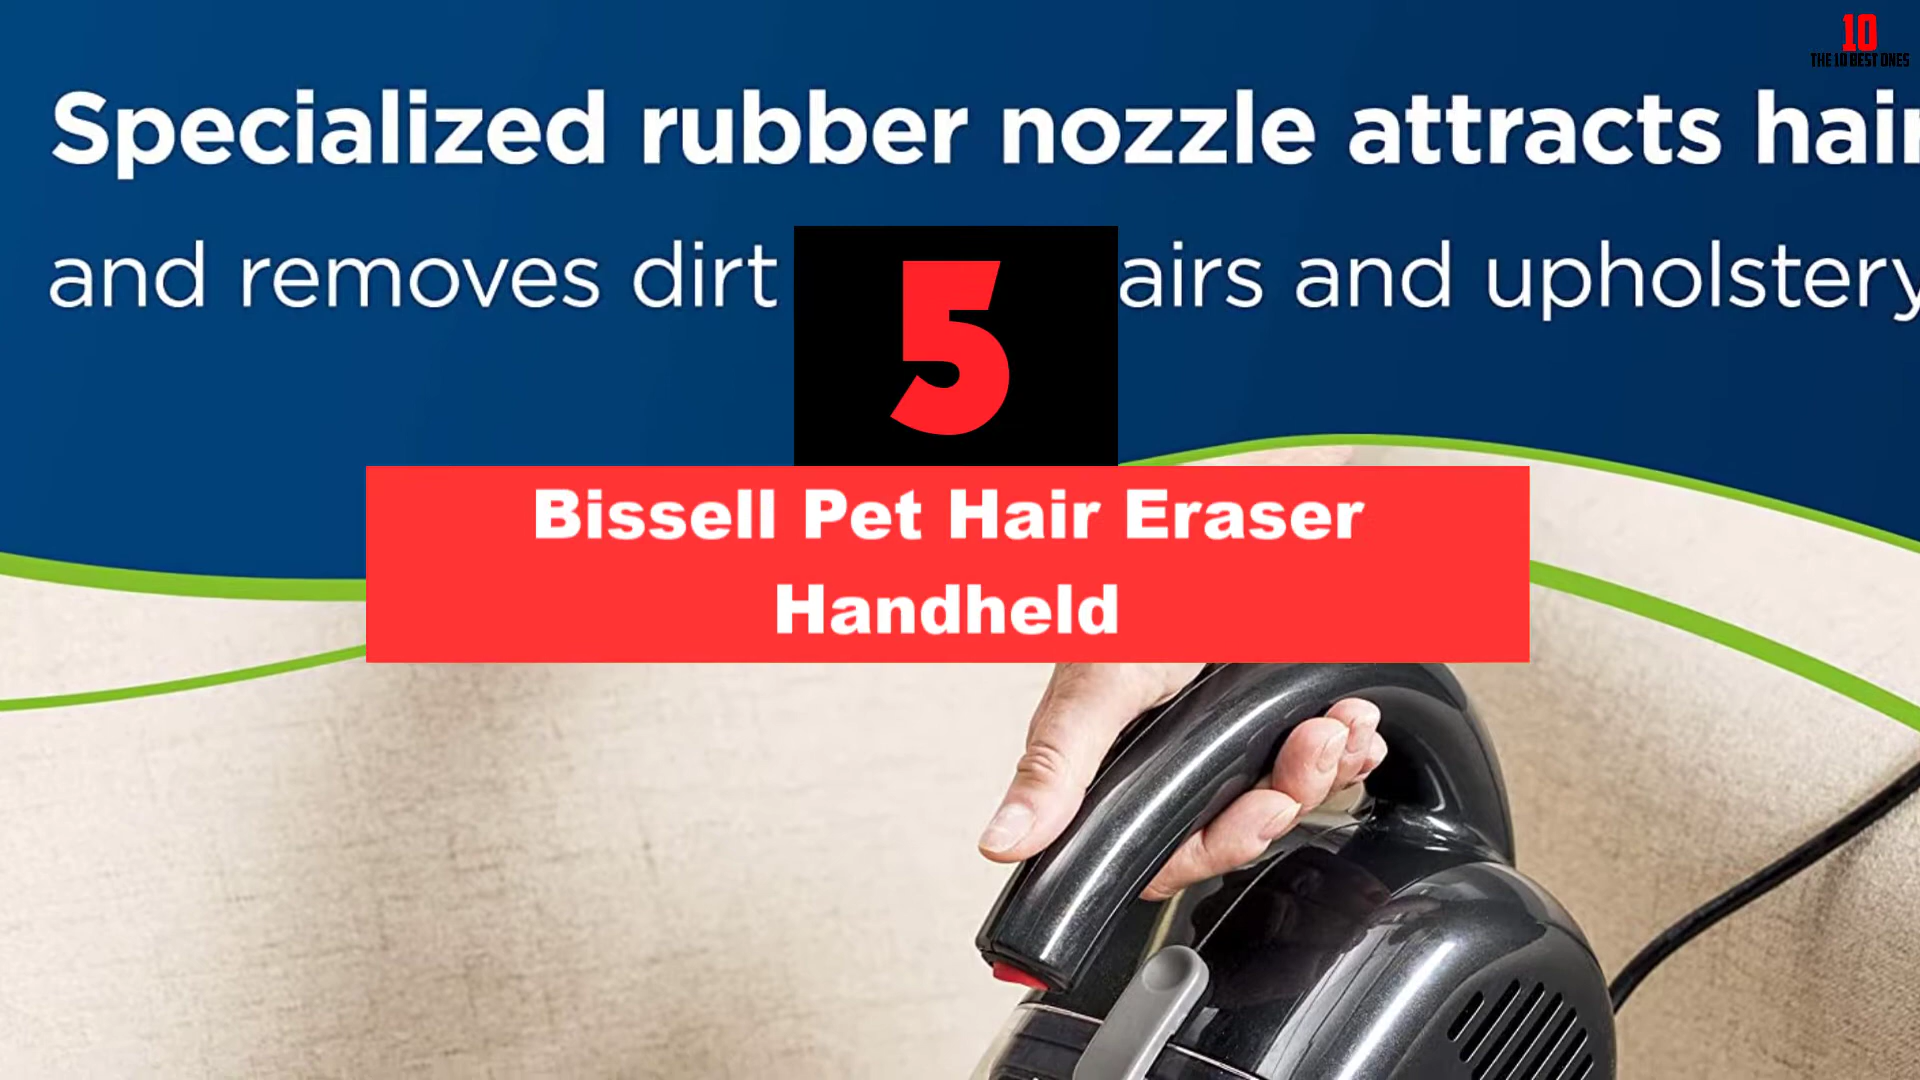 10
THE 10 BEST ONES
Specialized rubber nozzle attracts hair
and removes dirt airs and upholstery
5
Bissell Pet Hair Eraser
Handheld